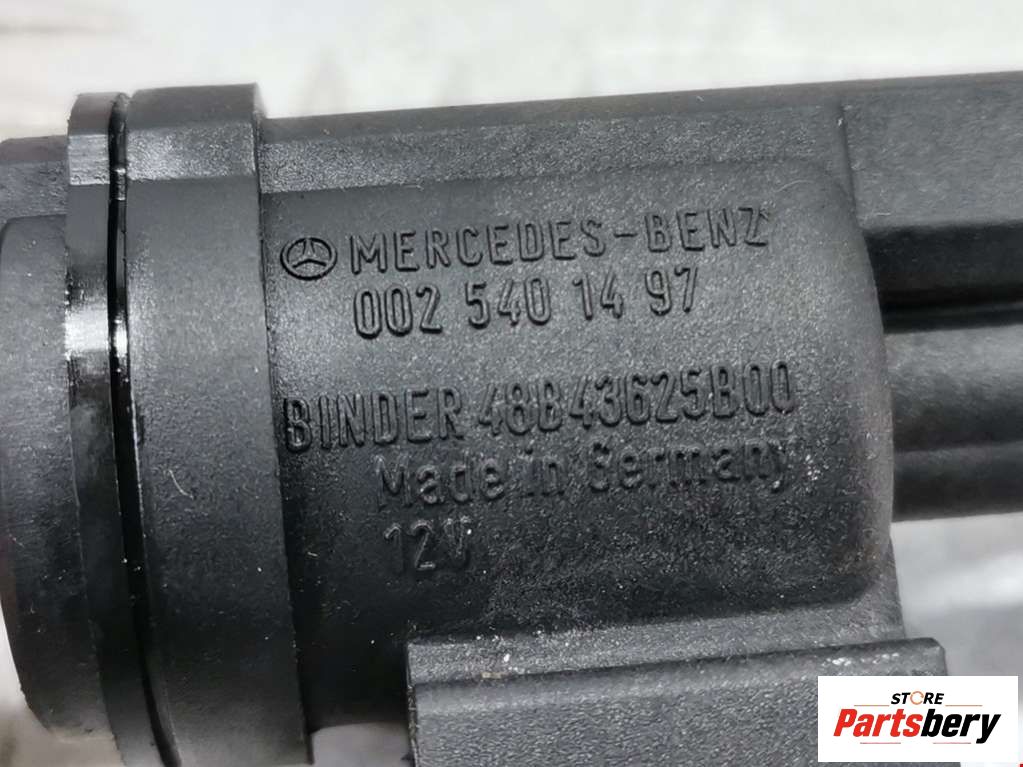 MERCEDES-BENZ
002 540 14 97
BINDER 48B43625B00
Made in Germany
12V
STORE
Partsbery